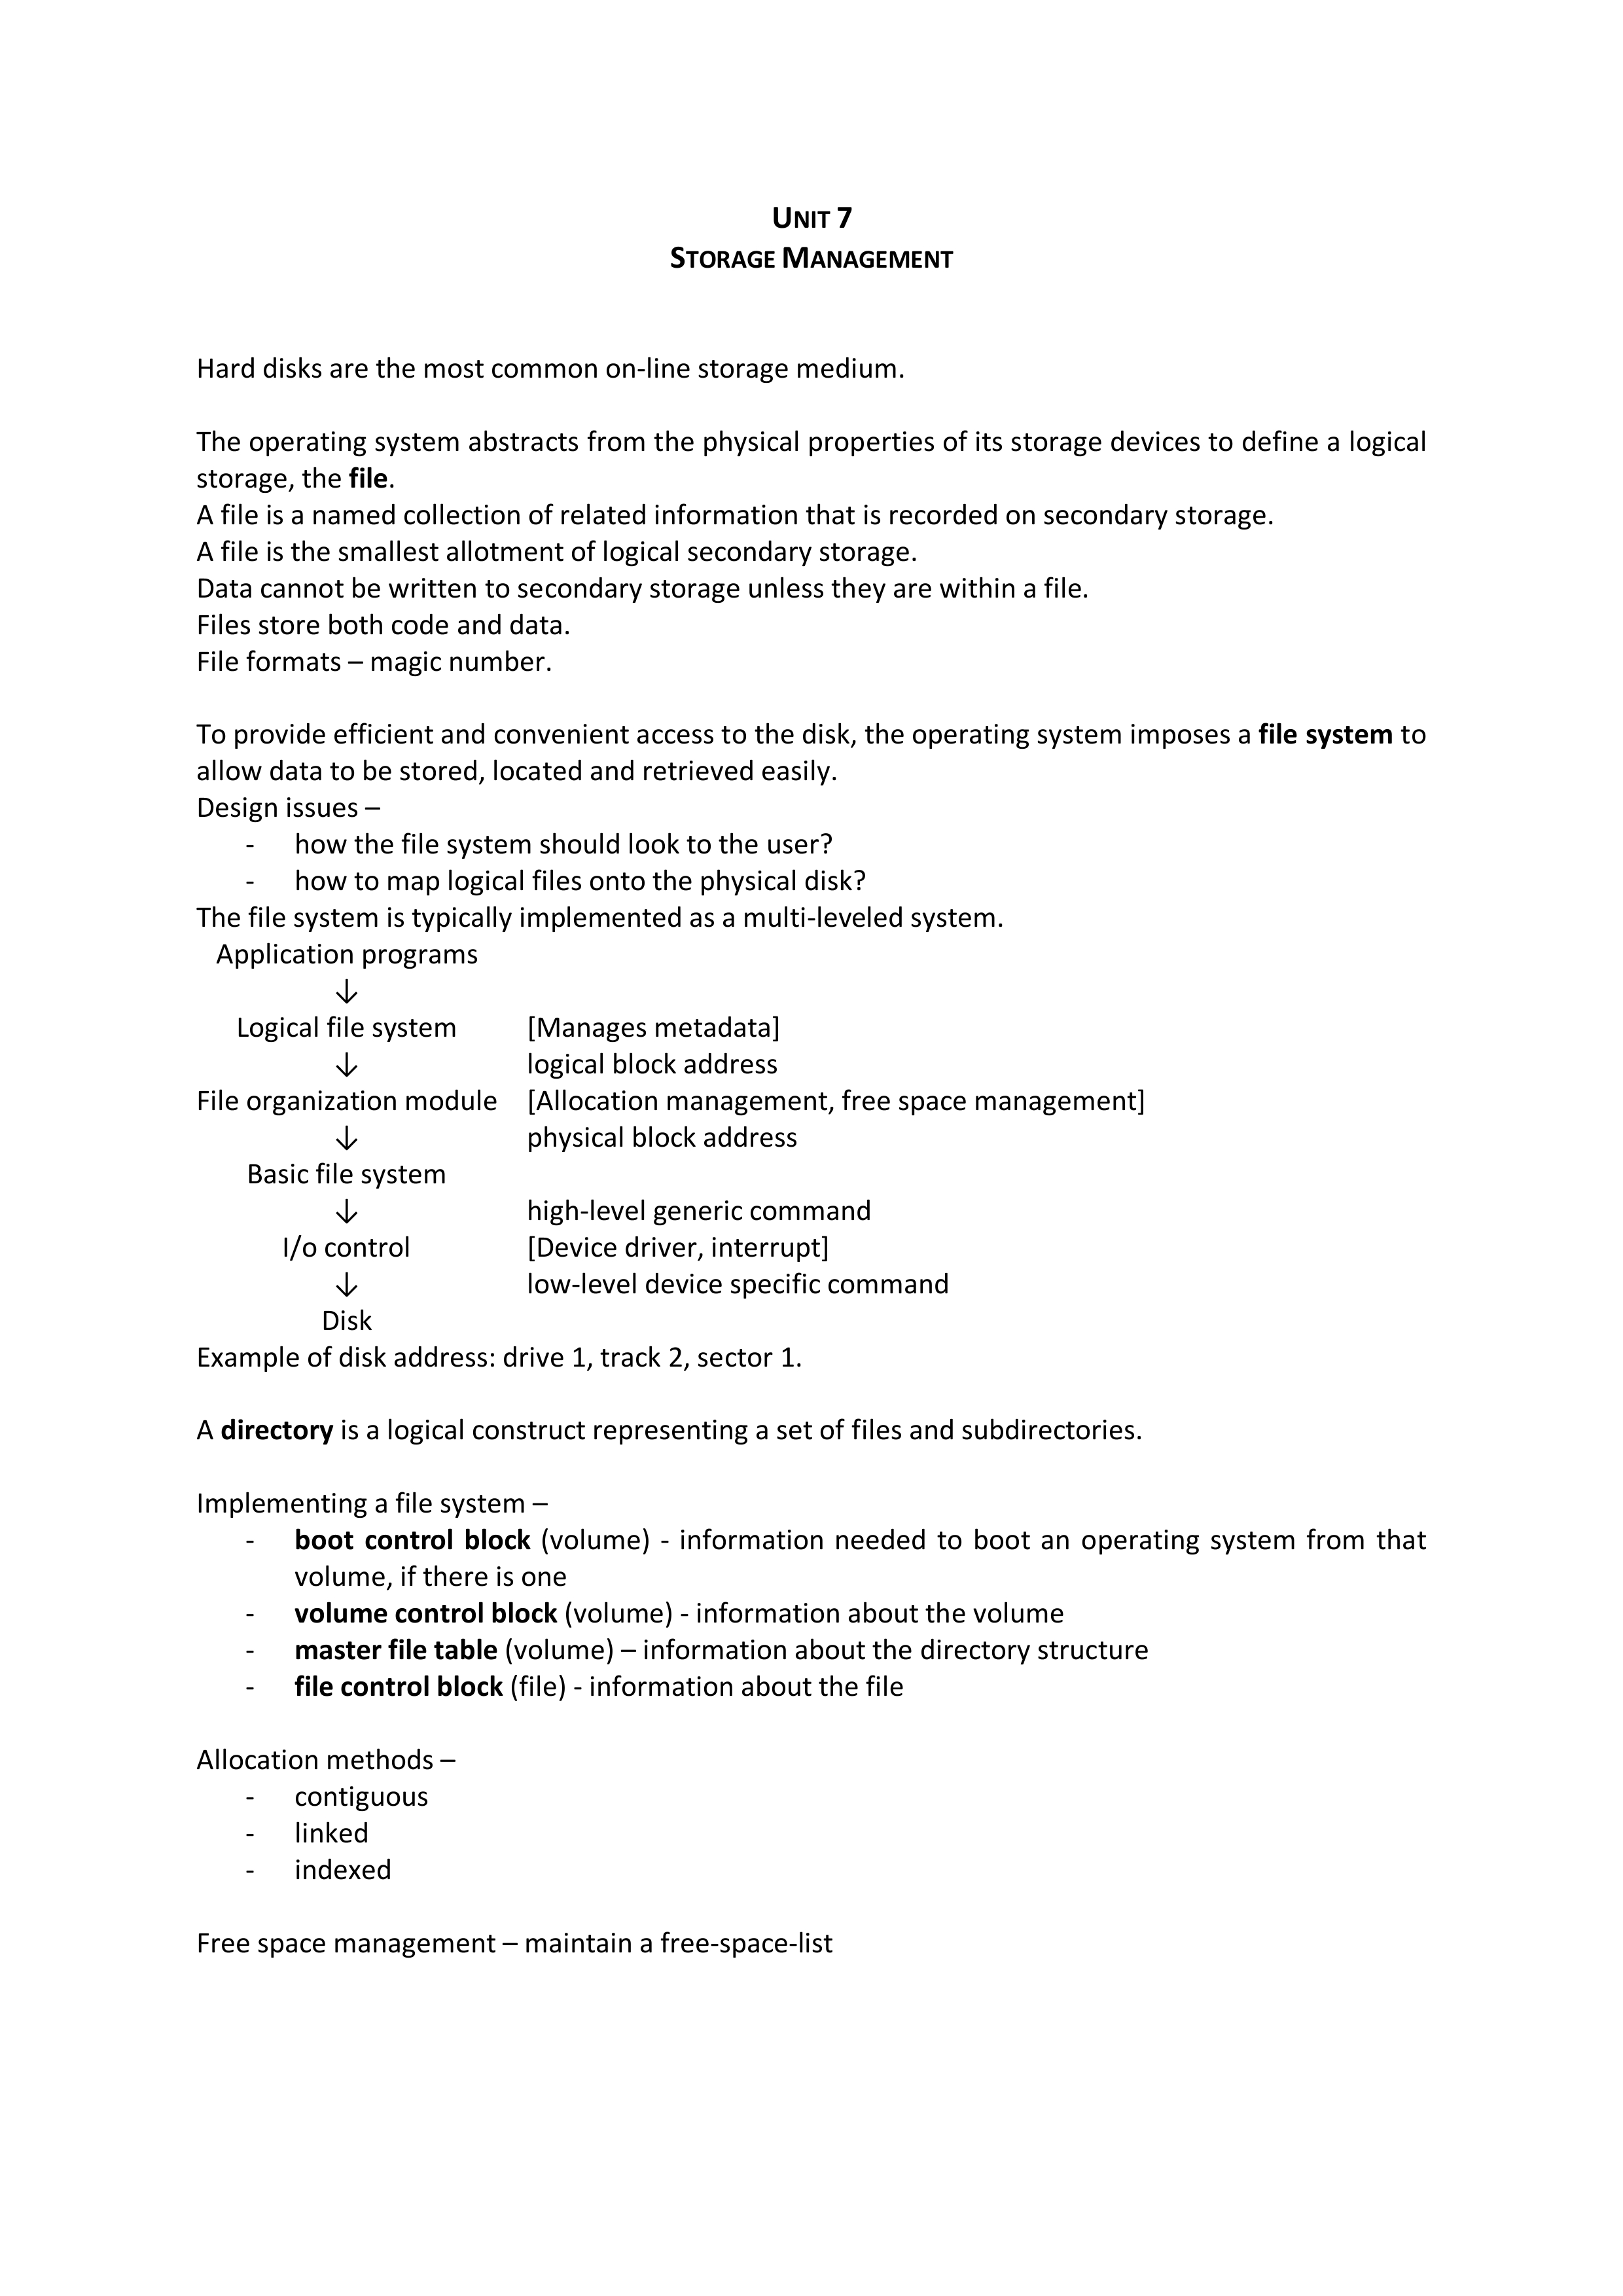 UNIT 7
STORAGE MANAGEMENT
Hard disks are the most common on-line storage medium.
The operating system abstracts from the physical properties of its storage devices to define a logical
storage, the file.
A file is a named collection of related information that is recorded on secondary storage.
A file is the smallest allotment of logical secondary storage.
Data cannot be written to secondary storage unless they are within a file.
Files store both code and data.
File formats – magic number.
To provide efficient and convenient access to the disk, the operating system imposes a file system to
allow data to be stored, located and retrieved easily.
Design issues –
- how the file system should look to the user?
- how to map logical files onto the physical disk?
The file system is typically implemented as a multi-leveled system.
Application programs
↓
Logical file system [Manages metadata]
↓ logical block address
File organization module [Allocation management, free space management]
↓ physical block address
Basic file system
↓ high-level generic command
I/o control [Device driver, interrupt]
↓ low-level device specific command
Disk
Example of disk address: drive 1, track 2, sector 1.
A directory is a logical construct representing a set of files and subdirectories.
Implementing a file system –
- boot control block (volume) - information needed to boot an operating system from that
volume, if there is one
- volume control block (volume) - information about the volume
- master file table (volume) – information about the directory structure
- file control block (file) - information about the file
Allocation methods –
- contiguous
- linked
- indexed
Free space management – maintain a free-space-list